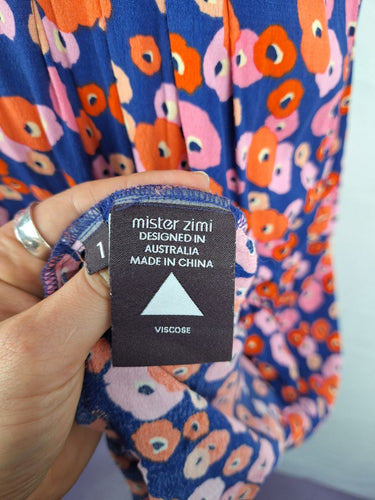 mister zimi
DESIGNED IN
AUSTRALIA
MADE IN CHINA
VISCOSE
1